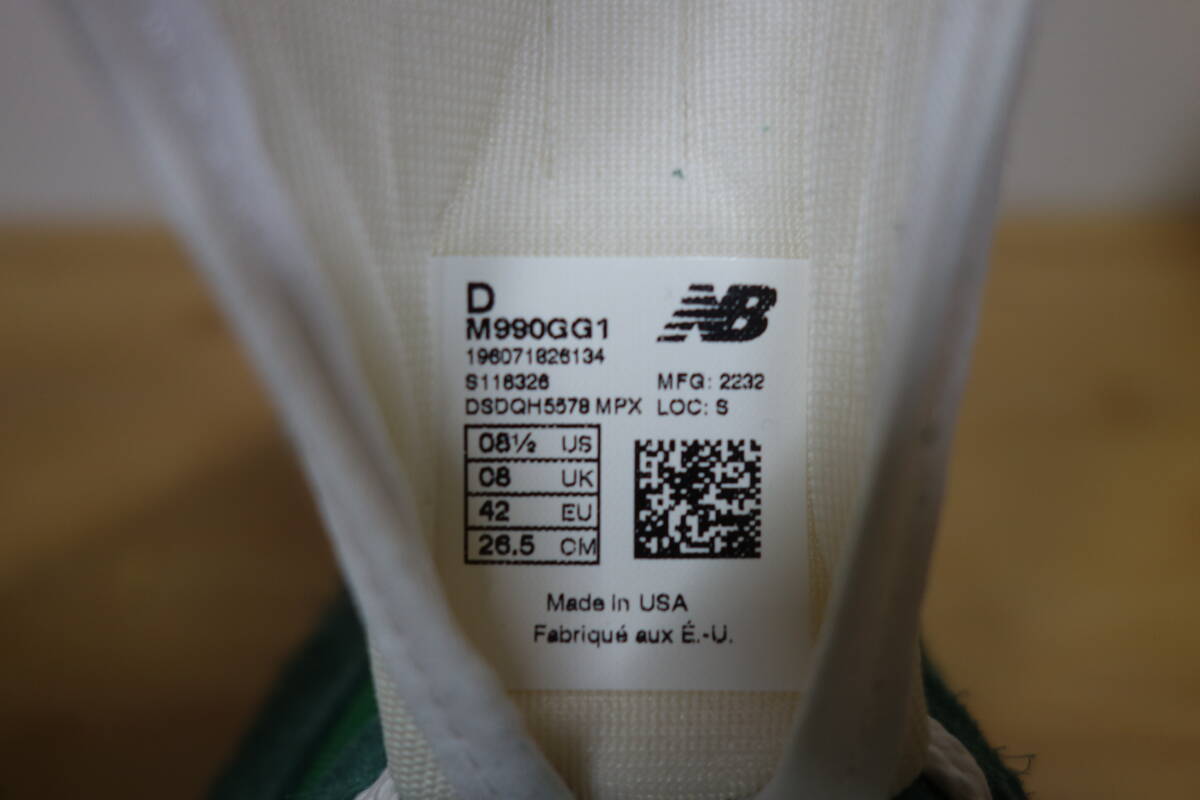 D
NB
M990GG1
196071826134
S116326
MFG: 2232
DSDQH5578 MPX LOC: S
08½ US
08 UK
42 EU
26.5 CM
Made in USA
Fabriqué aux É.-U.